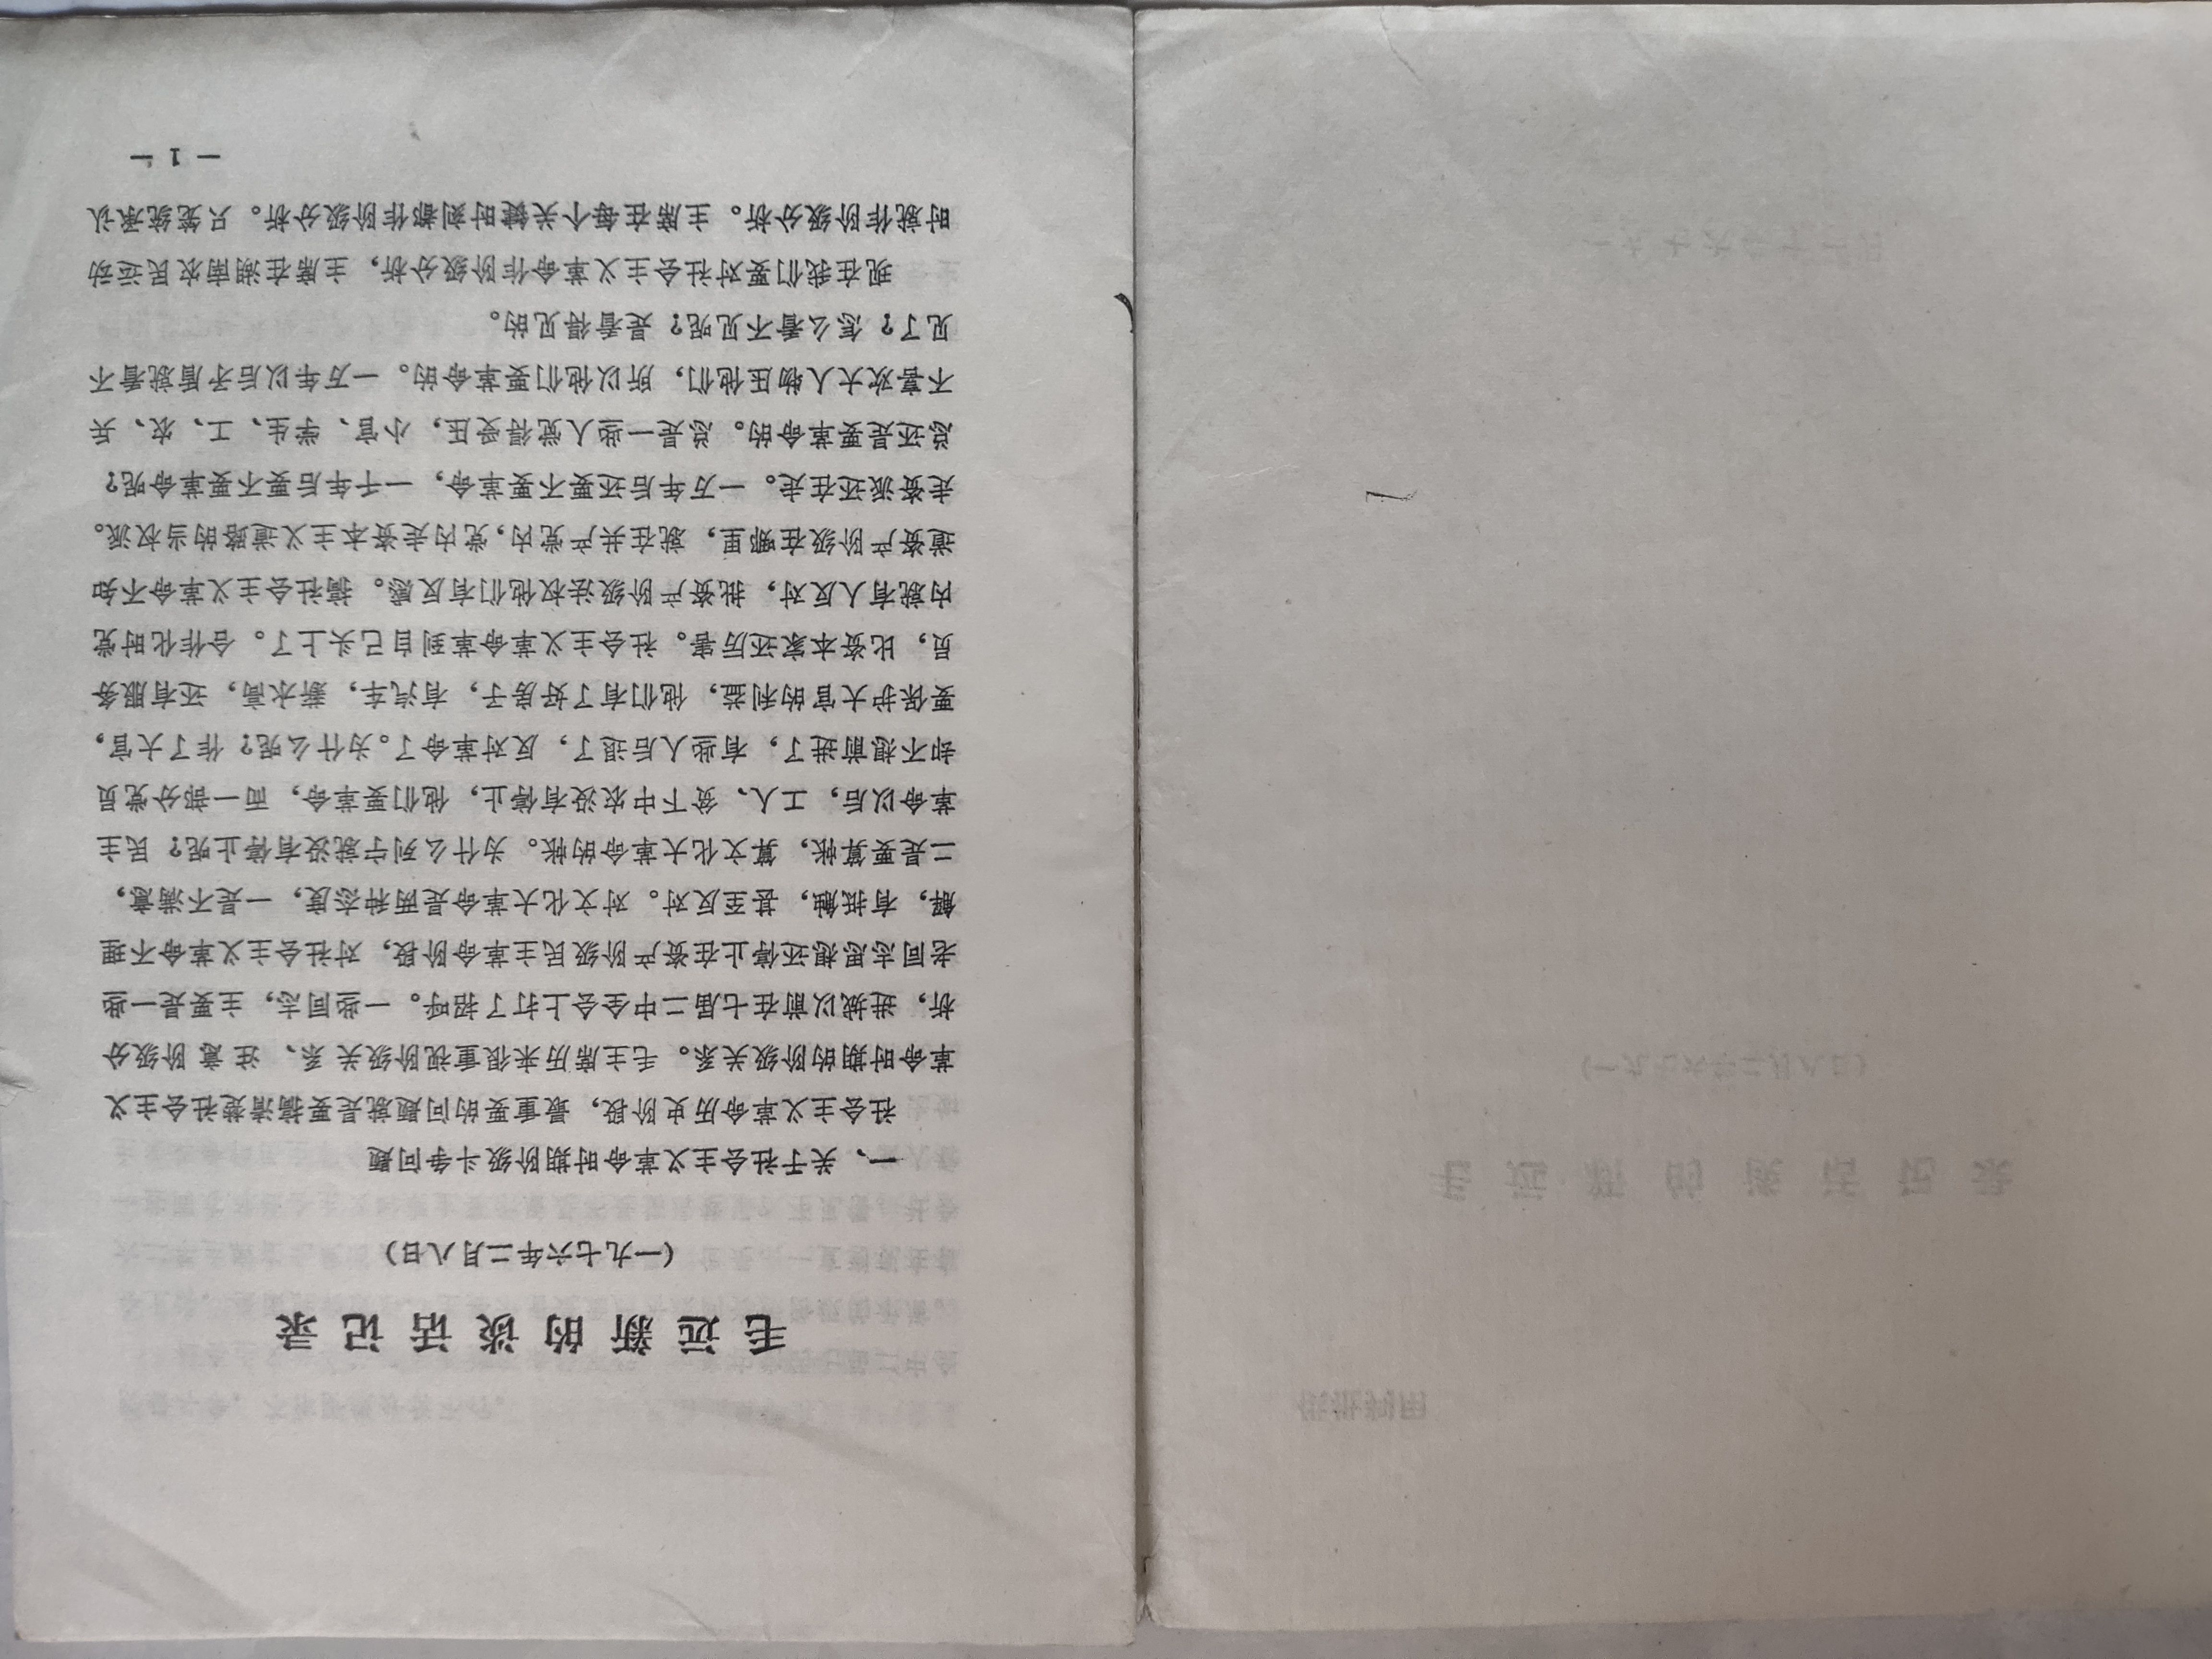 毛远新的谈话记录
（一九七六年二月八日）
一、关于社会主义革命时期阶级斗争问题
社会主义革命历史阶段，最重要的问题就是要搞清楚社会主义
革命时期的阶级关系。毛主席历来很重视阶级关系、注意阶级分
析，进城以前在七届二中全会上打了招呼。一些同志，主要是一些
老同志思想还停止在资产阶级民主革命阶段，对社会主义革命不理
解，有抵触，甚至反对。对文化大革命是两种态度，一是不满意，
二是要算帐，算文化大革命的帐。为什么列宁就没有停止呢？民主
革命以后，工人、贫下中农没有停止，他们要革命，而一部分党员
却不想前进了，有些人后退了，反对革命了。为什么呢？作了大官，
要保护大官的利益，他们有了好房子，有汽车，薪水高，还有服务
员，比资本家还厉害。社会主义革命革到自己头上了。合作化时党
内就有人反对，批资产阶级法权他们有反感。搞社会主义革命不知
道资产阶级在哪里，就在共产党内，党内走资本主义道路的当权派。
走资派还在走。一万年后还要不要革命，一千年后要不要革命呢？
总还是要革命的。总是一些人觉得受压，小官、学生、工、农、兵
不喜欢大人物压他们，所以他们要革命的。一万年以后矛盾就看不
见了？怎么看不见呢？是看得见的。
现在我们要对社会主义革命作阶级分析，主席在湖南农民运动
时就作阶级分析。主席在每个关键时刻都作阶级分析。只笼统承认
— 1 —
供批判用
毛远新的谈话记录
（一九七六年二月八日）